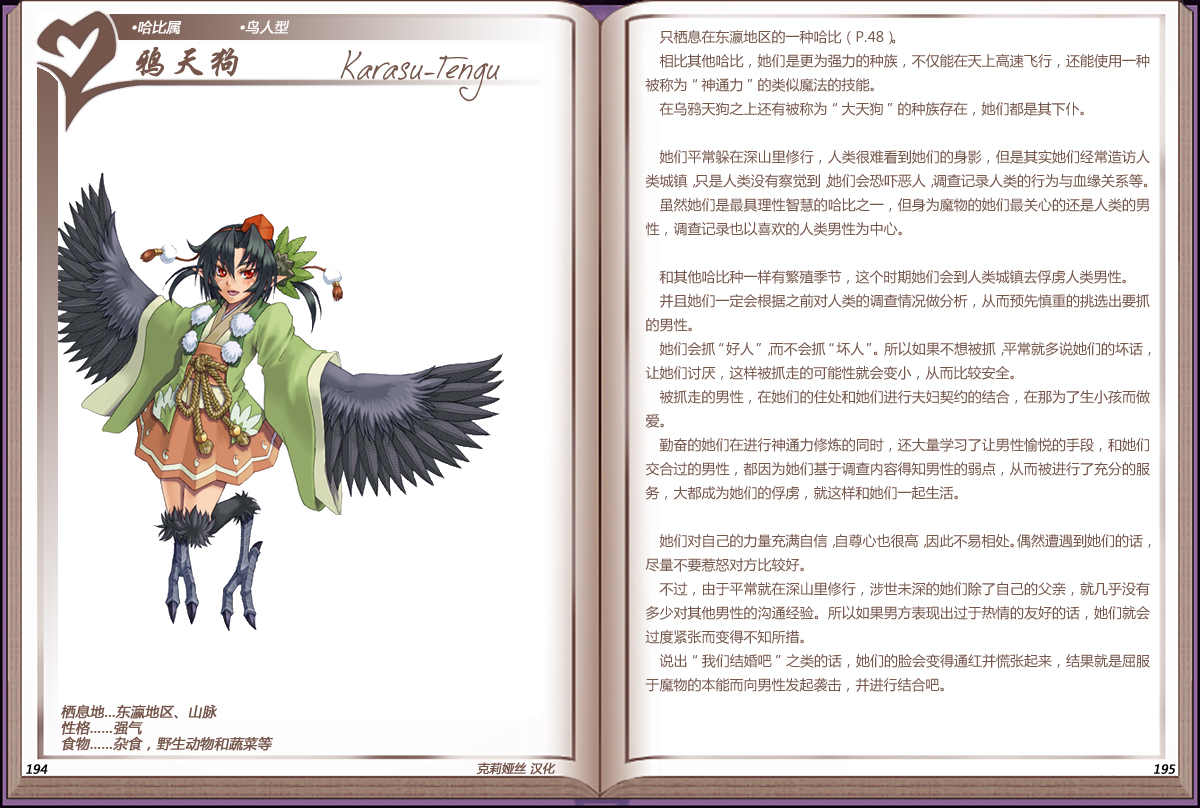 •哈比属 •鸟人型
鸦天狗 Karasu-Tengu
栖息地...东瀛地区、山脉
性格......强气
食物......杂食，野生动物和蔬菜等
194 克莉娅丝 汉化
只栖息在东瀛地区的一种哈比（P.48）。
相比其他哈比，她们是更为强力的种族，不仅能在天上高速飞行，还能使用一种
被称为“神通力”的类似魔法的技能。
在乌鸦天狗之上还有被称为“大天狗”的种族存在，她们都是其下仆。
她们平常躲在深山里修行，人类很难看到她们的身影，但是其实她们经常造访人
类城镇，只是人类没有察觉到，她们会恐吓恶人，调查记录人类的行为与血缘关系等。
虽然她们是最具理性智慧的哈比之一，但身为魔物的她们最关心的还是人类的男
性，调查记录也以喜欢的人类男性为中心。
和其他哈比种一样有繁殖季节，这个时期她们会到人类城镇去俘虏人类男性。
并且她们一定会根据之前对人类的调查情况做分析，从而预先慎重的挑选出要抓
的男性。
她们会抓“好人”，而不会抓“坏人”。所以如果不想被抓，平常就多说她们的坏话，
让她们讨厌，这样被抓走的可能性就会变小，从而比较安全。
被抓走的男性，在她们的住处和她们进行夫妇契约的结合，在那为了生小孩而做
爱。
勤奋的她们在进行神通力修炼的同时，还大量学习了让男性愉悦的手段，和她们
交合过的男性，都因为她们基于调查内容得知男性的弱点，从而被进行了充分的服
务，大都成为她们的俘虏，就这样和她们一起生活。
她们对自己的力量充满自信，自尊心也很高，因此不易相处。偶然遭遇到她们的话，
尽量不要惹怒对方比较好。
不过，由于平常就在深山里修行，涉世未深的她们除了自己的父亲，就几乎没有
多少对其他男性的沟通经验。所以如果男方表现出过于热情的友好的话，她们就会
过度紧张而变得不知所措。
说出“我们结婚吧”之类的话，她们的脸会变得通红并慌张起来，结果就是屈服
于魔物的本能而向男性发起袭击，并进行结合吧。
195